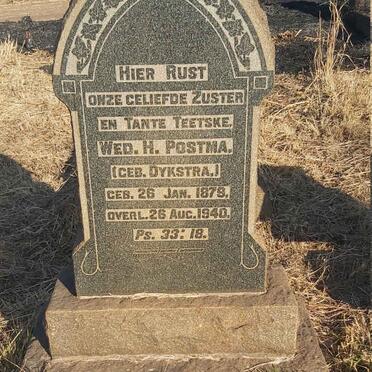 HIER RUST
ONZE GELIEFDE ZUSTER
EN TANTE TEETSKE.
WED. H. POSTMA.
(GEB. DYKSTRA.)
GEB. 26 JAN. 1879.
OVERL. 26 AUG. 1940.
PS. 33: 18.